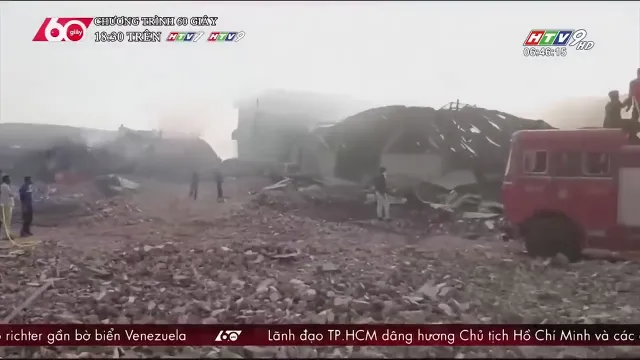 60 giây
CHƯƠNG TRÌNH 60 GIÂY
18:30 TRÊN HTV7 HTV9
HTV9 HD
06:46:15
richter gần bờ biển Venezuela 60 giây Lãnh đạo TP.HCM dâng hương Chủ tịch Hồ Chí Minh và các